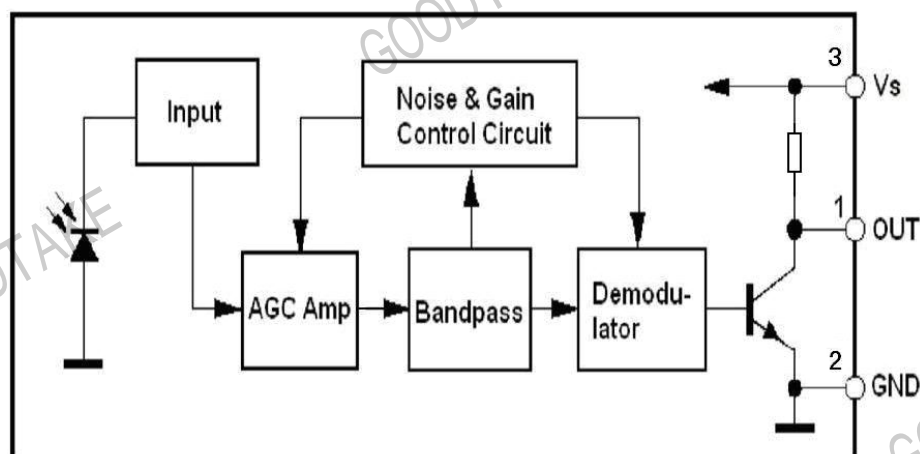 Input
Noise & Gain
Control Circuit
AGC Amp
Bandpass
Demodu-
lator
3
Vs
1
OUT
2
GND